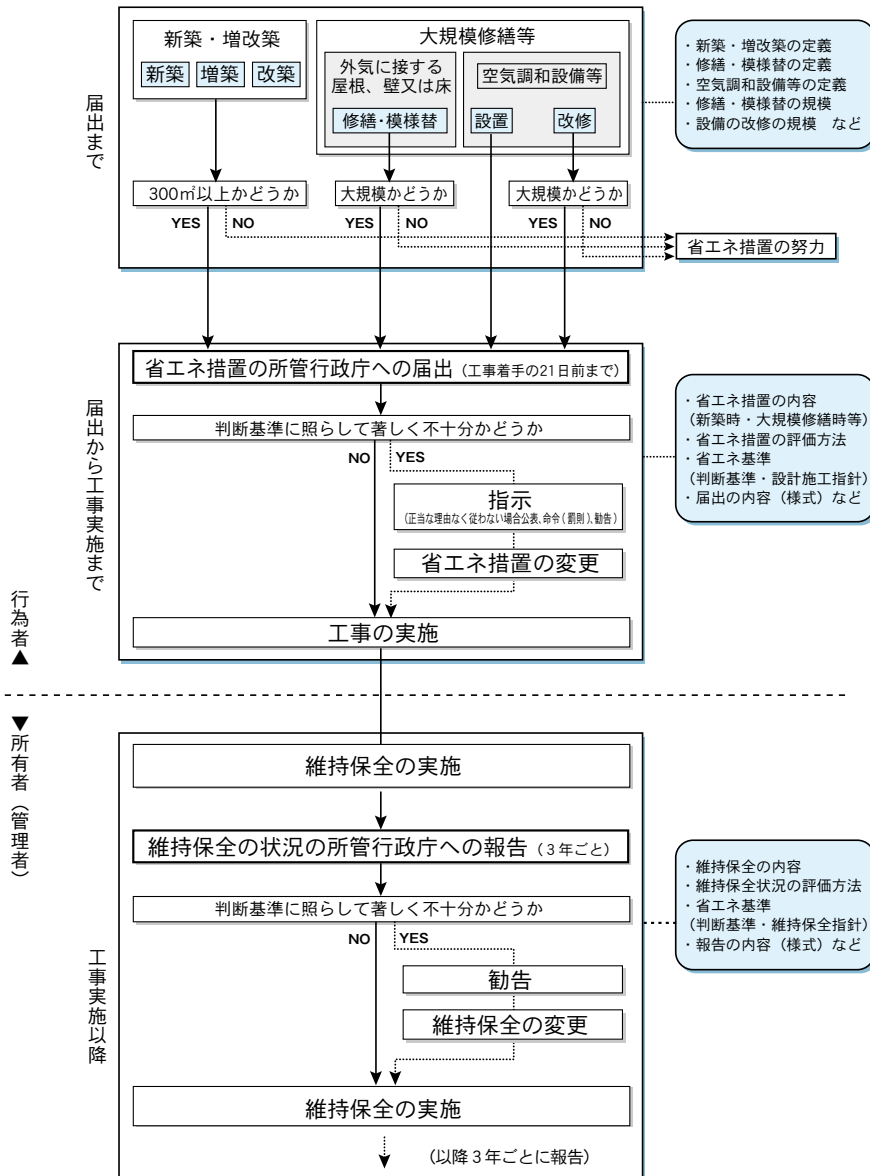 新築・増改築
新築 増築 改築
大規模修繕等
外気に接する
屋根、壁又は床
修繕・模様替
空気調和設備等
設置 改修
・新築・増改築の定義
・修繕・模様替の定義
・空気調和設備等の定義
・修繕・模様替の規模
・設備の改修の規模 など
届出まで
300㎡以上かどうか
大規模かどうか
大規模かどうか
YES NO
YES NO
YES NO
省エネ措置の努力
届出から工事実施まで
省エネ措置の所管行政庁への届出(工事着手の21日前まで)
判断基準に照らして著しく不十分かどうか
NO YES
指示
(正当な理由なく従わない場合公表、命令(罰則)、勧告)
省エネ措置の変更
工事の実施
・省エネ措置の内容
(新築時・大規模修繕時等)
・省エネ措置の評価方法
・省エネ基準
(判断基準・設計施工指針)
・届出の内容(様式)など
行為者▲
▼所有者(管理者)
工事実施以降
維持保全の実施
維持保全の状況の所管行政庁への報告(3年ごと)
判断基準に照らして著しく不十分かどうか
NO YES
勧告
維持保全の変更
維持保全の実施
(以降3年ごとに報告)
・維持保全の内容
・維持保全状況の評価方法
・省エネ基準
(判断基準・維持保全指針)
・報告の内容(様式)など